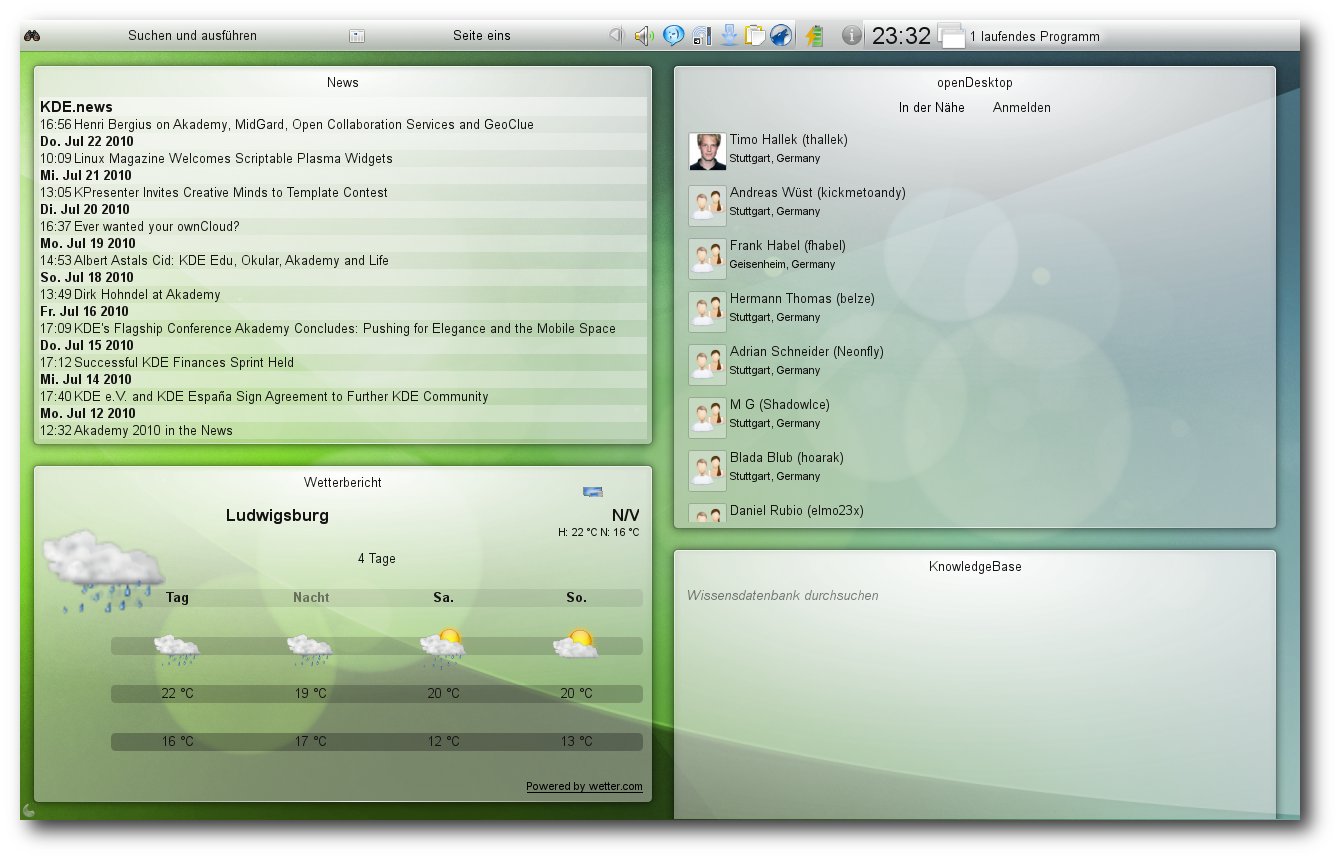 Suchen und ausführen
Seite eins
23:32
1 laufendes Programm
News
KDE.news
16:56 Henri Bergius on Akademy, MidGard, Open Collaboration Services and GeoClue
Do. Jul 22 2010
10:09 Linux Magazine Welcomes Scriptable Plasma Widgets
Mi. Jul 21 2010
13:05 KPresenter Invites Creative Minds to Template Contest
Di. Jul 20 2010
16:37 Ever wanted your ownCloud?
Mo. Jul 19 2010
14:53 Albert Astals Cid: KDE Edu, Okular, Akademy and Life
So. Jul 18 2010
13:49 Dirk Hohndel at Akademy
Fr. Jul 16 2010
17:09 KDE's Flagship Conference Akademy Concludes: Pushing for Elegance and the Mobile Space
Do. Jul 15 2010
17:12 Successful KDE Finances Sprint Held
Mi. Jul 14 2010
17:40 KDE e.V. and KDE España Sign Agreement to Further KDE Community
Mo. Jul 12 2010
12:32 Akademy 2010 in the News
Wetterbericht
Ludwigsburg
N/V
H: 22 °C N: 16 °C
4 Tage
Tag Nacht Sa. So.
22 °C 19 °C 20 °C 20 °C
16 °C 17 °C 12 °C 13 °C
Powered by wetter.com
openDesktop
In der Nähe Anmelden
Timo Hallek (thallek)
Stuttgart, Germany
Andreas Wüst (kickmetoandy)
Stuttgart, Germany
Frank Habel (fhabel)
Geisenheim, Germany
Hermann Thomas (belze)
Stuttgart, Germany
Adrian Schneider (Neonfly)
Stuttgart, Germany
M G (ShadowIce)
Stuttgart, Germany
Blada Blub (hoarak)
Stuttgart, Germany
Daniel Rubio (elmo23x)
KnowledgeBase
Wissensdatenbank durchsuchen